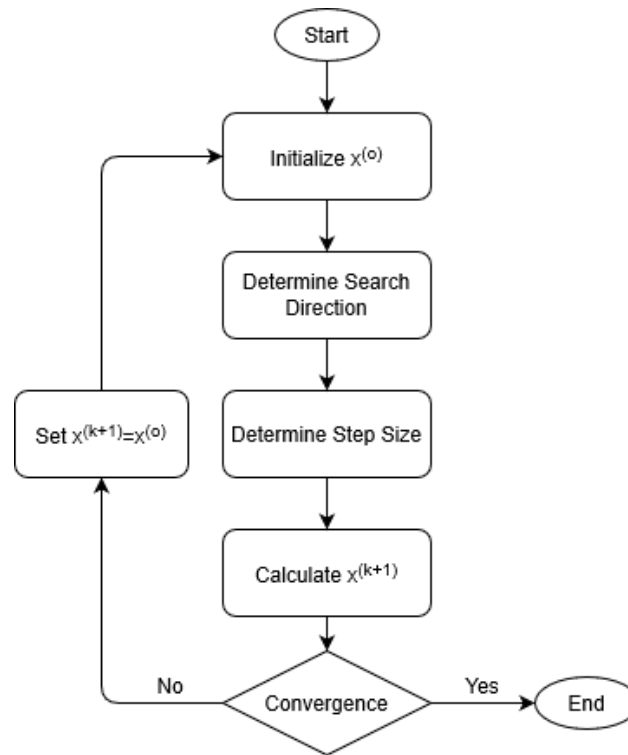 Start
Initialize x^(o)
Determine Search
Direction
Determine Step Size
Set x^(k+1)=x^(o)
Calculate x^(k+1)
No
Convergence
Yes
End